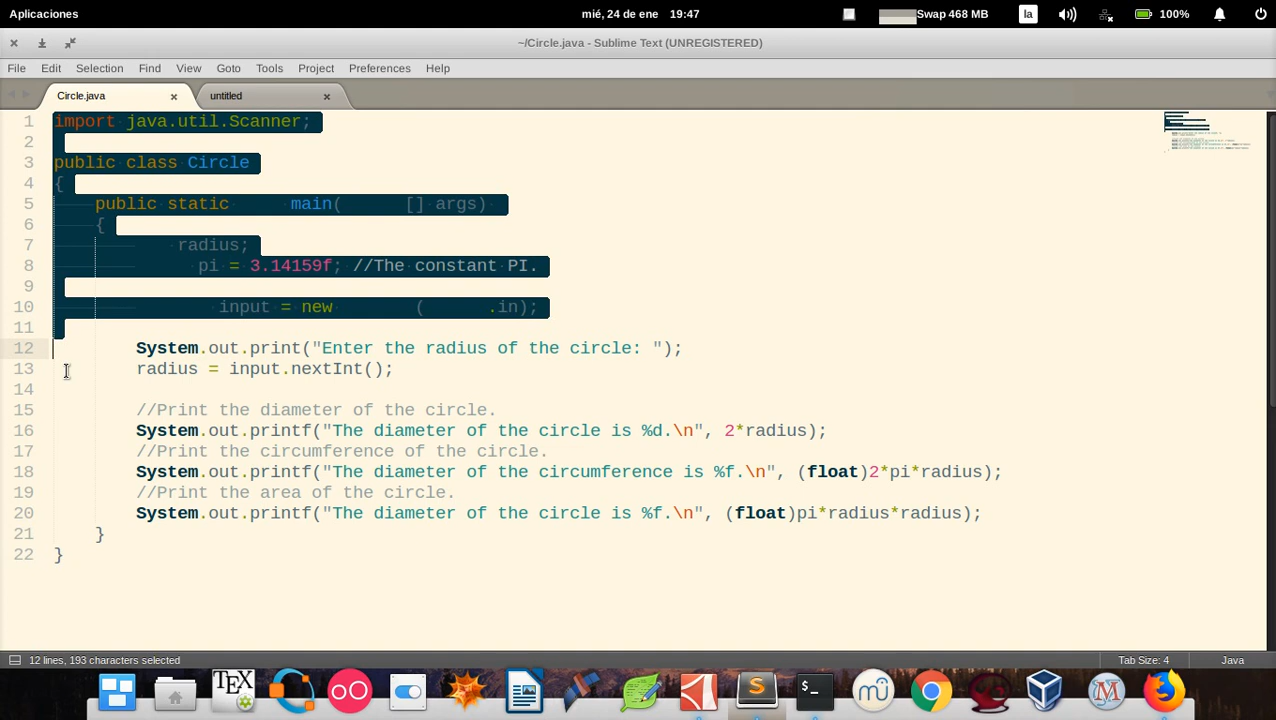 Aplicaciones
mié, 24 de ene 19:47
Swap 468 MB
la
100%
~/Circle.java - Sublime Text (UNREGISTERED)
File Edit Selection Find View Goto Tools Project Preferences Help
Circle.java
untitled
1 import java.util.Scanner;
2
3 public class Circle
4 {
5 public static main( [] args)
6 {
7 radius;
8 pi = 3.14159f; //The constant PI.
9
10 input = new ( .in);
11
12 System.out.print("Enter the radius of the circle: ");
13 radius = input.nextInt();
14
15 //Print the diameter of the circle.
16 System.out.printf("The diameter of the circle is %d.\n", 2*radius);
17 //Print the circumference of the circle.
18 System.out.printf("The diameter of the circumference is %f.\n", (float)2*pi*radius);
19 //Print the area of the circle.
20 System.out.printf("The diameter of the circle is %f.\n", (float)pi*radius*radius);
21 }
22 }
12 lines, 193 characters selected
Tab Size: 4
Java
TEX
S
>_
mu
M